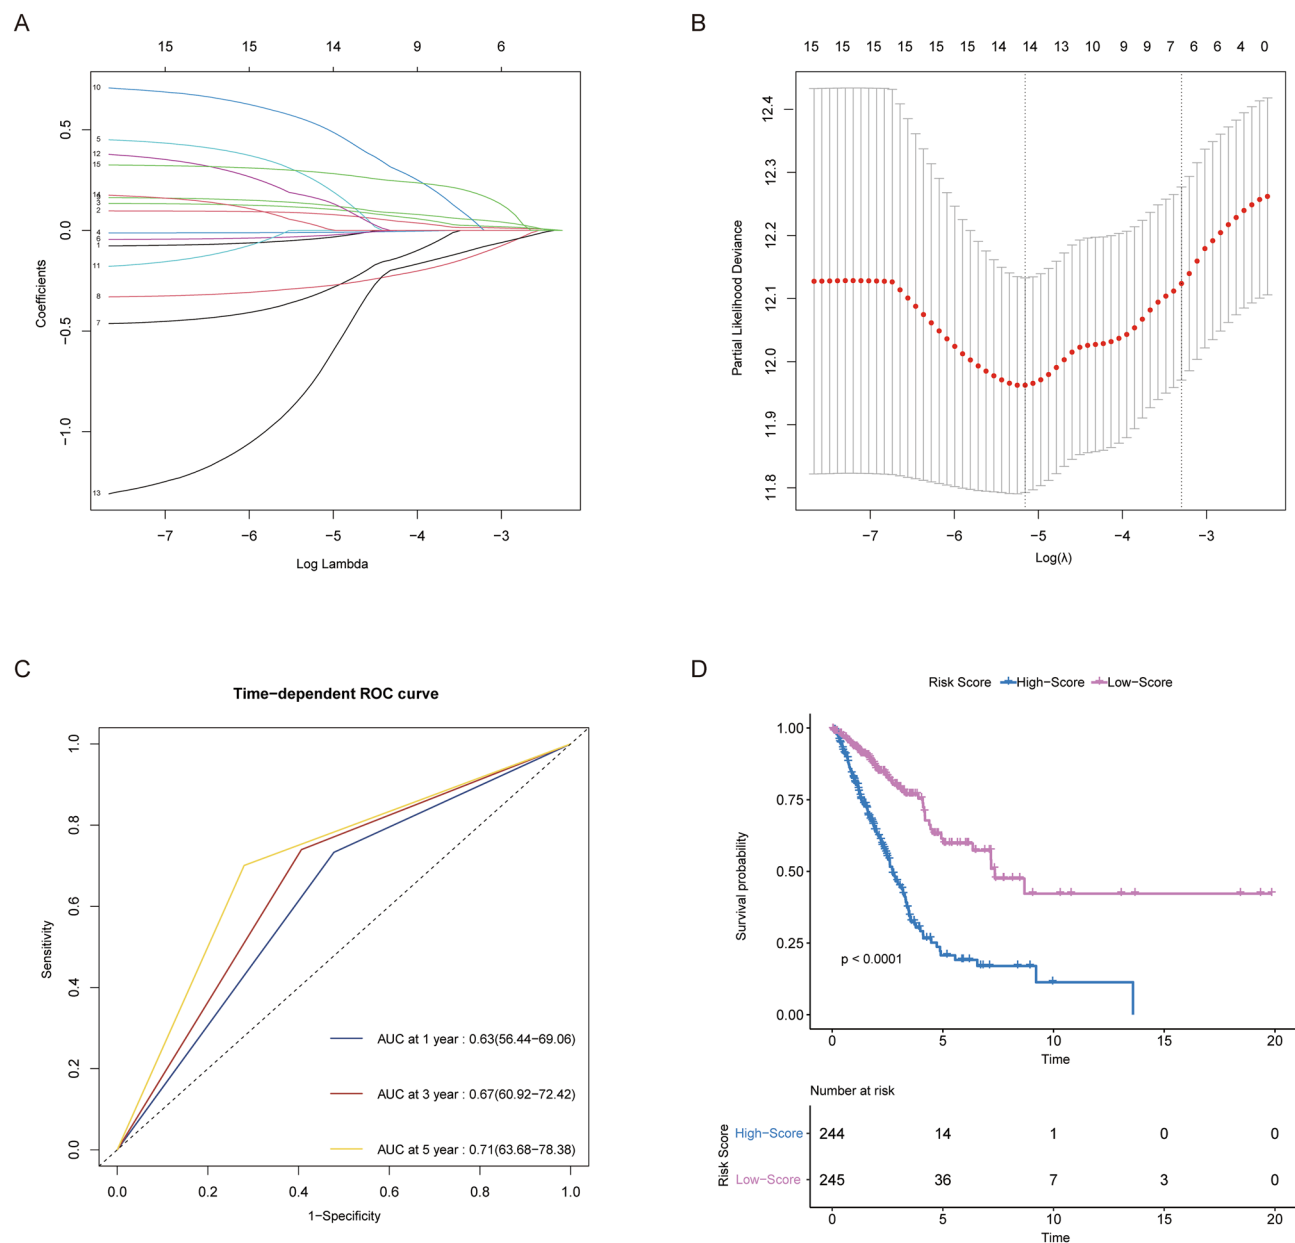 A
15 15 14 9 6
0.5
0.0
−0.5
−1.0
Coefficients
10
5
12
15
3
2
4
6
1
11
8
7
13
−7 −6 −5 −4 −3
Log Lambda
B
15 15 15 15 15 15 14 14 13 10 9 9 7 6 6 4 0
12.4
12.3
12.2
12.1
12.0
11.9
11.8
Partial Likelihood Deviance
−7 −6 −5 −4 −3
Log(λ)
C
Time−dependent ROC curve
1.0
0.8
0.6
0.4
0.2
0.0
Sensitivity
AUC at 1 year : 0.63(56.44−69.06)
AUC at 3 year : 0.67(60.92−72.42)
AUC at 5 year : 0.71(63.68−78.38)
0.0 0.2 0.4 0.6 0.8 1.0
1−Specificity
D
Risk Score High−Score Low−Score
1.00
0.75
0.50
0.25
0.00
Survival probability
p < 0.0001
0 5 10 15 20
Time
Number at risk
Risk Score
High−Score 244 14 1 0 0
Low−Score 245 36 7 3 0
0 5 10 15 20
Time